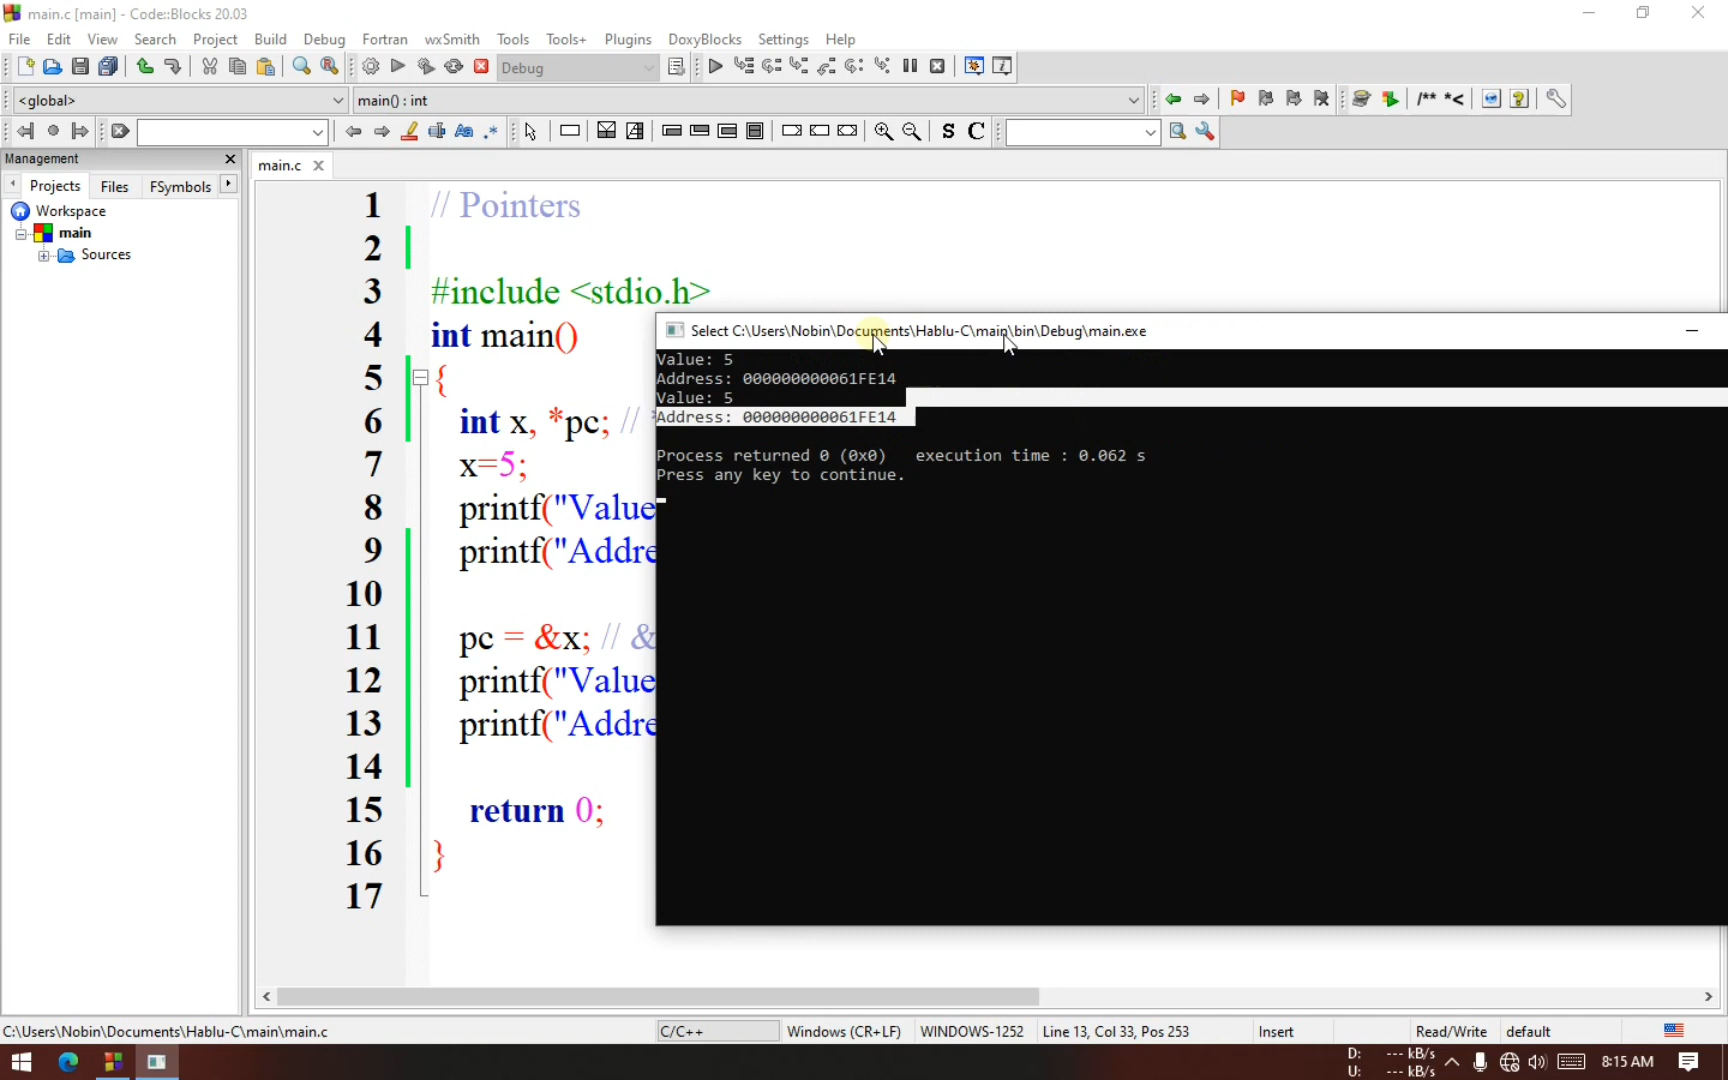 main.c [main] - Code::Blocks 20.03
File Edit View Search Project Build Debug Fortran wxSmith Tools Tools+ Plugins DoxyBlocks Settings Help
Debug
<global> main() : int
/** *<
Aa .* S C
Management
Projects Files FSymbols
main.c
Workspace
main
Sources
1 // Pointers
2
3 #include <stdio.h>
4 int main()
5 {
6 int x, *pc; //
7 x=5;
8 printf("Value
9 printf("Addre
10
11 pc = &x; // &
12 printf("Value
13 printf("Addre
14
15 return 0;
16 }
17
Select C:\Users\Nobin\Documents\Hablu-C\main\bin\Debug\main.exe
Value: 5
Address: 000000000061FE14
Value: 5
Address: 000000000061FE14
Process returned 0 (0x0) execution time : 0.062 s
Press any key to continue.
C:\Users\Nobin\Documents\Hablu-C\main\main.c C/C++ Windows (CR+LF) WINDOWS-1252 Line 13, Col 33, Pos 253 Insert Read/Write default
D: --- kB/s
U: --- kB/s
8:15 AM